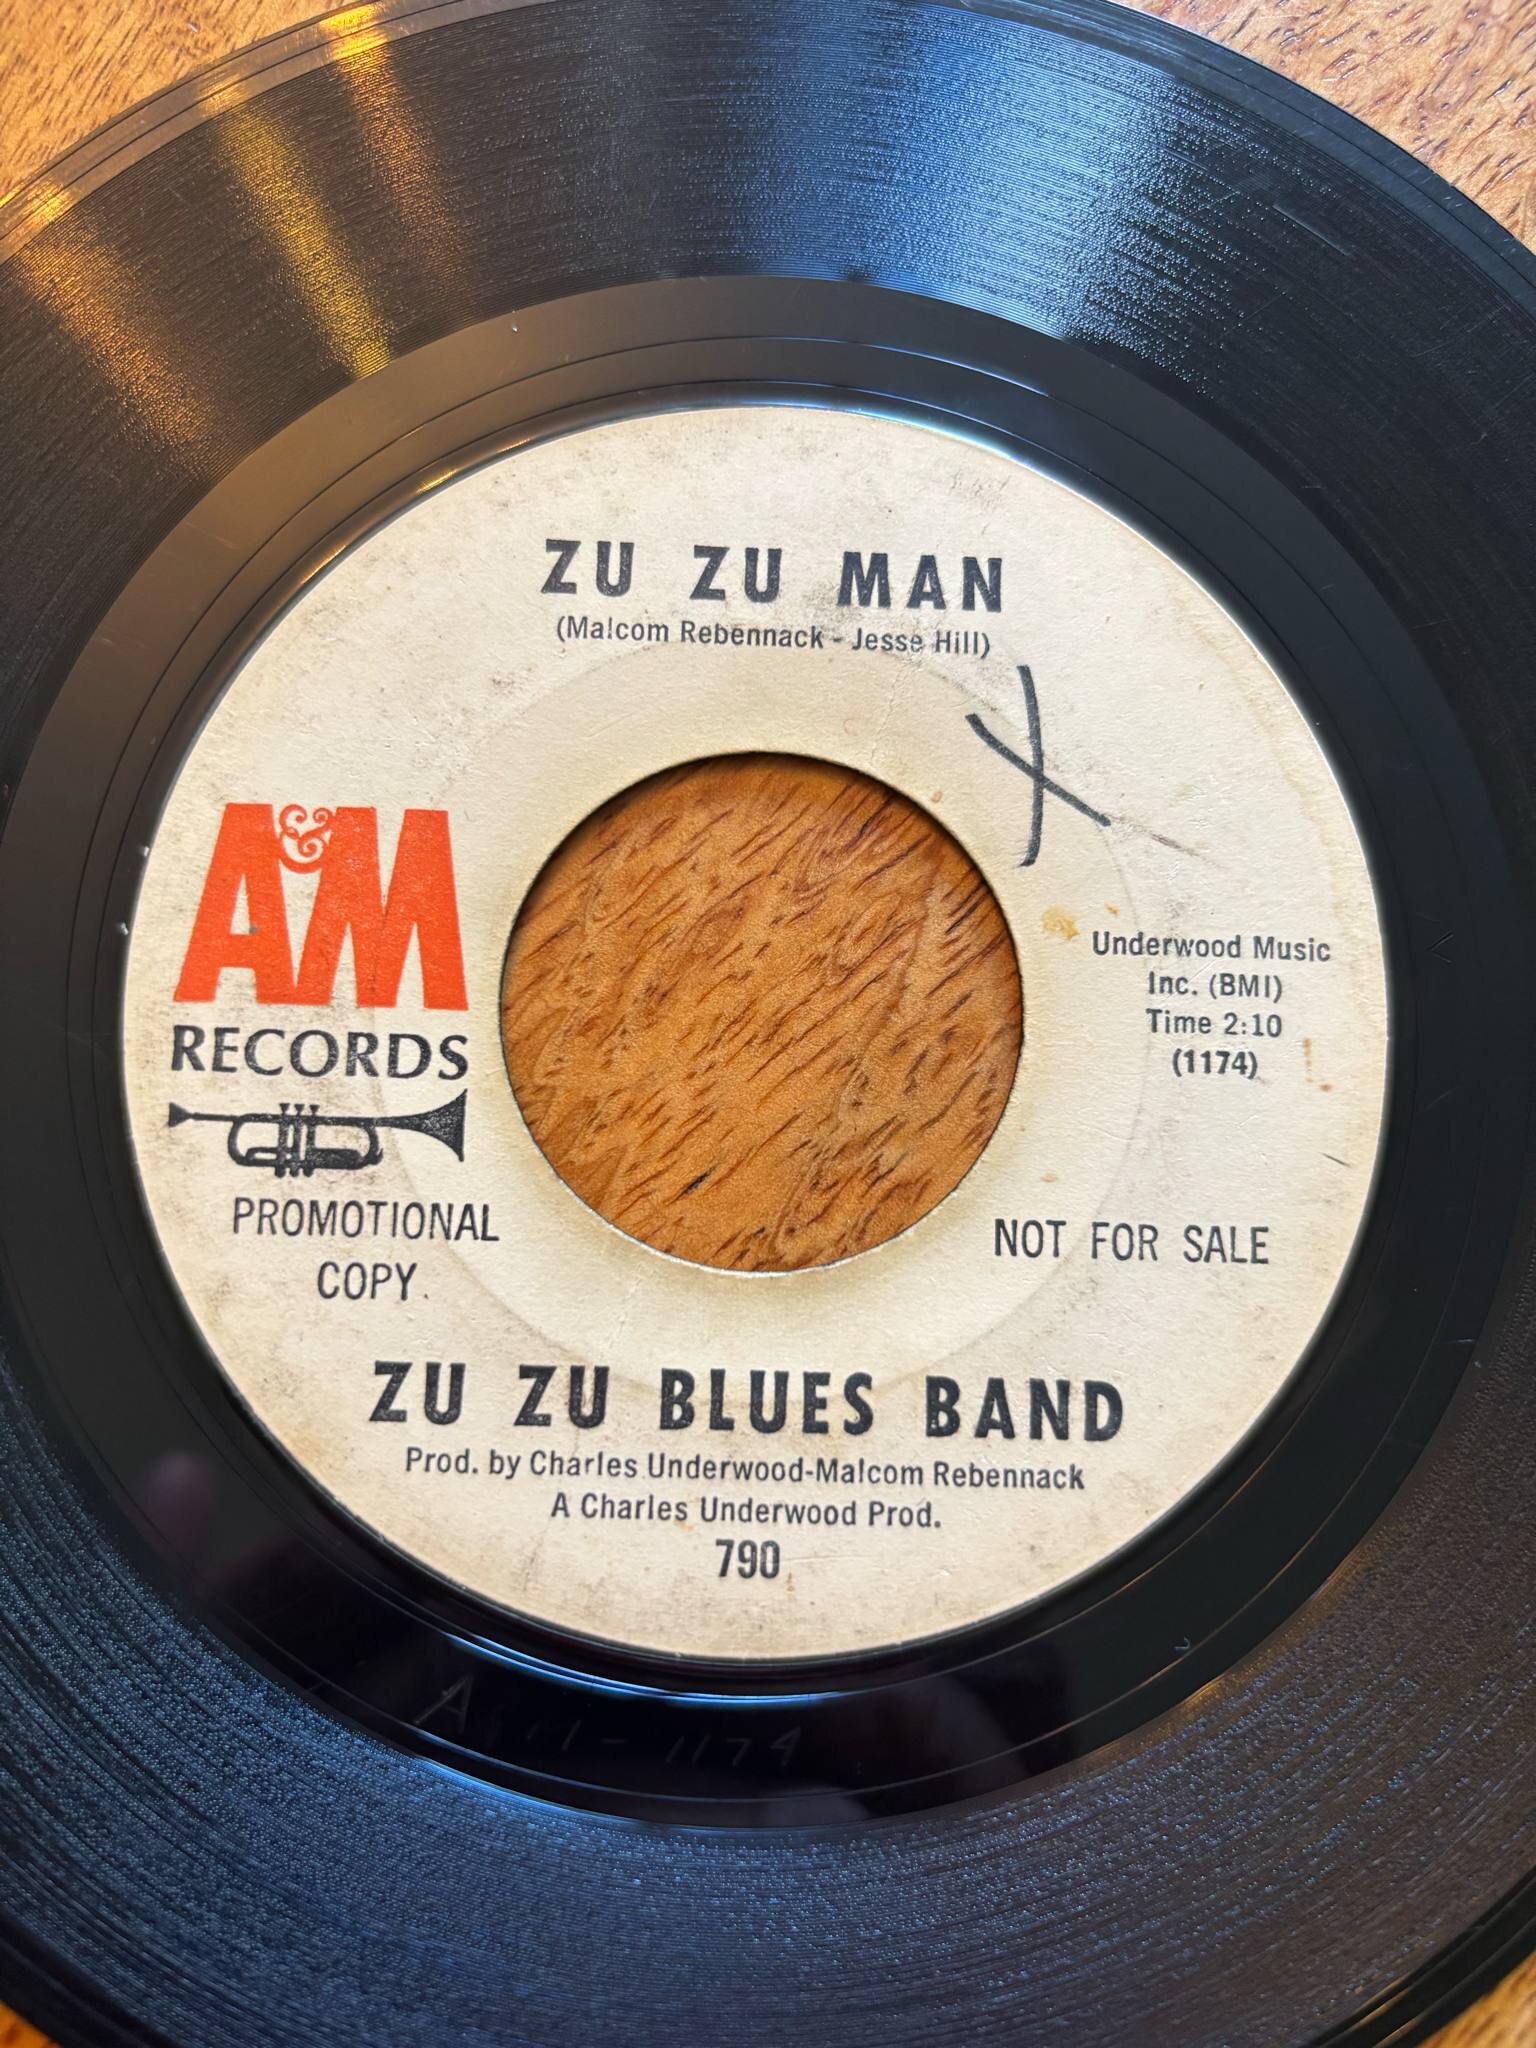 ZU ZU MAN
(Malcom Rebennack - Jesse Hill)
A&M
RECORDS
Underwood Music
Inc. (BMI)
Time 2:10
(1174)
PROMOTIONAL
COPY.
NOT FOR SALE
ZU ZU BLUES BAND
Prod. by Charles Underwood-Malcom Rebennack
A Charles Underwood Prod.
790